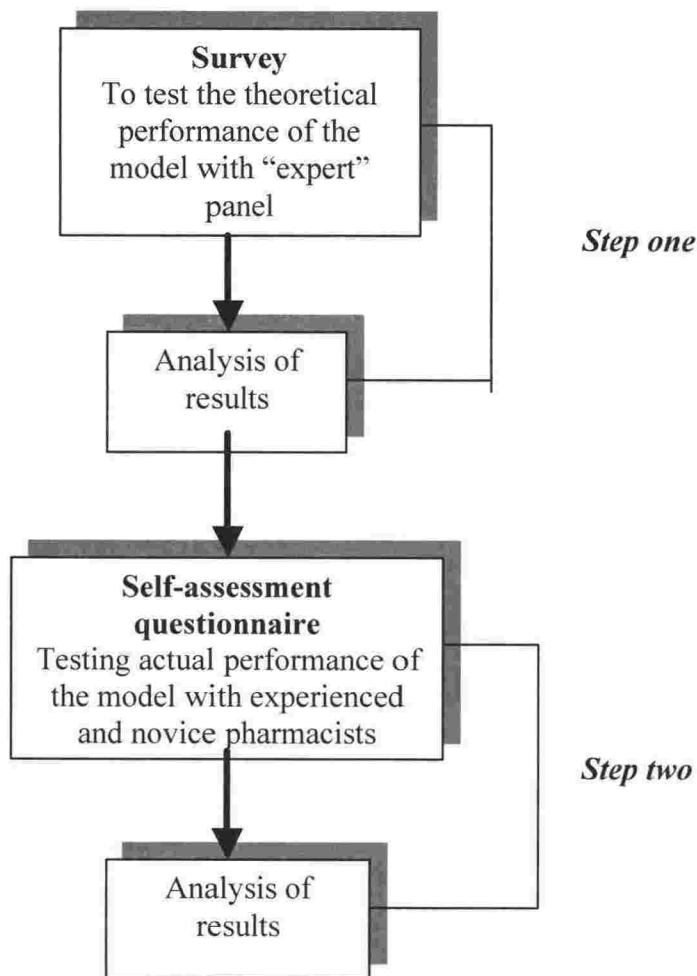 Survey
To test the theoretical
performance of the
model with “expert”
panel
Step one
Analysis of
results
Self-assessment
questionnaire
Testing actual performance of
the model with experienced
and novice pharmacists
Step two
Analysis of
results